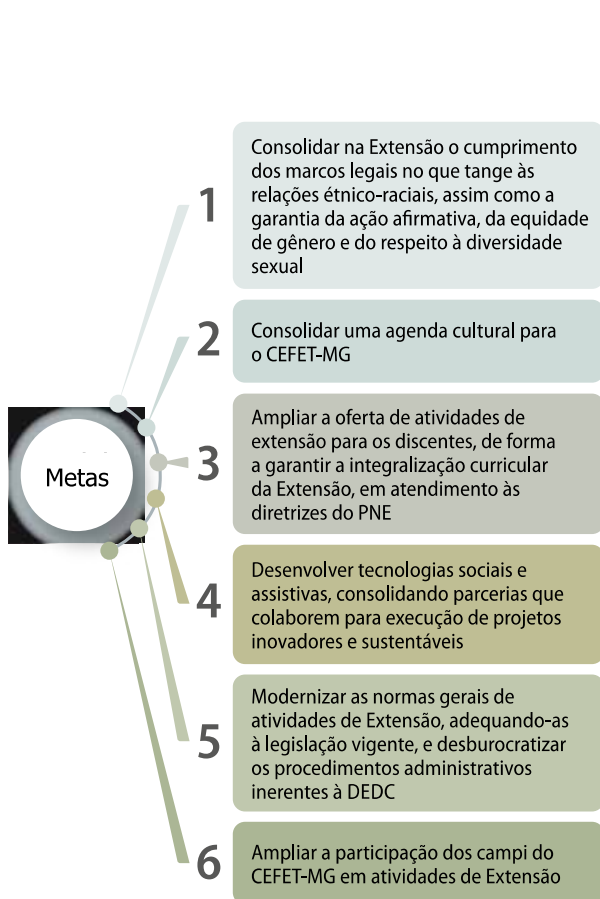 Metas
1
Consolidar na Extensão o cumprimento
dos marcos legais no que tange às
relações étnico-raciais, assim como a
garantia da ação afirmativa, da equidade
de gênero e do respeito à diversidade
sexual
2
Consolidar uma agenda cultural para
o CEFET-MG
3
Ampliar a oferta de atividades de
extensão para os discentes, de forma
a garantir a integralização curricular
da Extensão, em atendimento às
diretrizes do PNE
4
Desenvolver tecnologias sociais e
assistivas, consolidando parcerias que
colaborem para execução de projetos
inovadores e sustentáveis
5
Modernizar as normas gerais de
atividades de Extensão, adequando-as
à legislação vigente, e desburocratizar
os procedimentos administrativos
inerentes à DEDC
6
Ampliar a participação dos campi do
CEFET-MG em atividades de Extensão